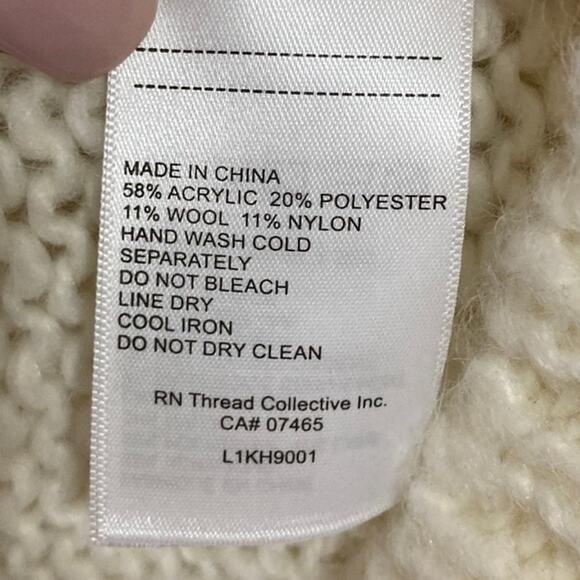 MADE IN CHINA
58% ACRYLIC 20% POLYESTER
11% WOOL 11% NYLON
HAND WASH COLD
SEPARATELY
DO NOT BLEACH
LINE DRY
COOL IRON
DO NOT DRY CLEAN
RN Thread Collective Inc.
CA# 07465
L1KH9001